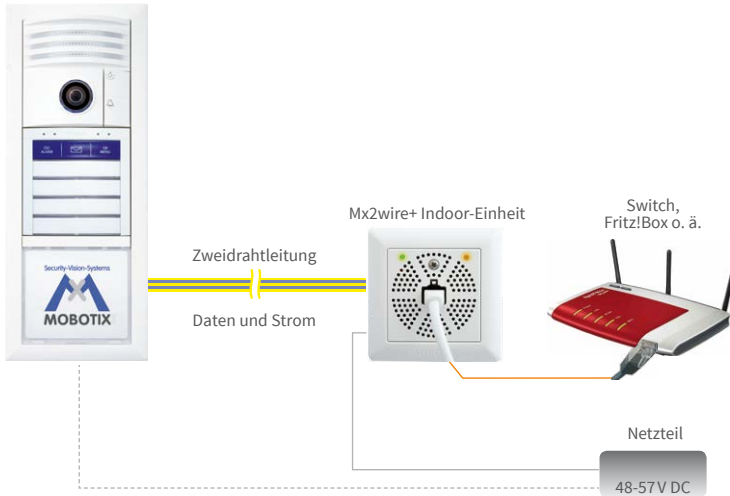 Security-Vision-Systems
MOBOTIX
Zweidrahtleitung
Daten und Strom
Mx2wire+ Indoor-Einheit
Switch,
Fritz!Box o. ä.
Netzteil
48-57 V DC